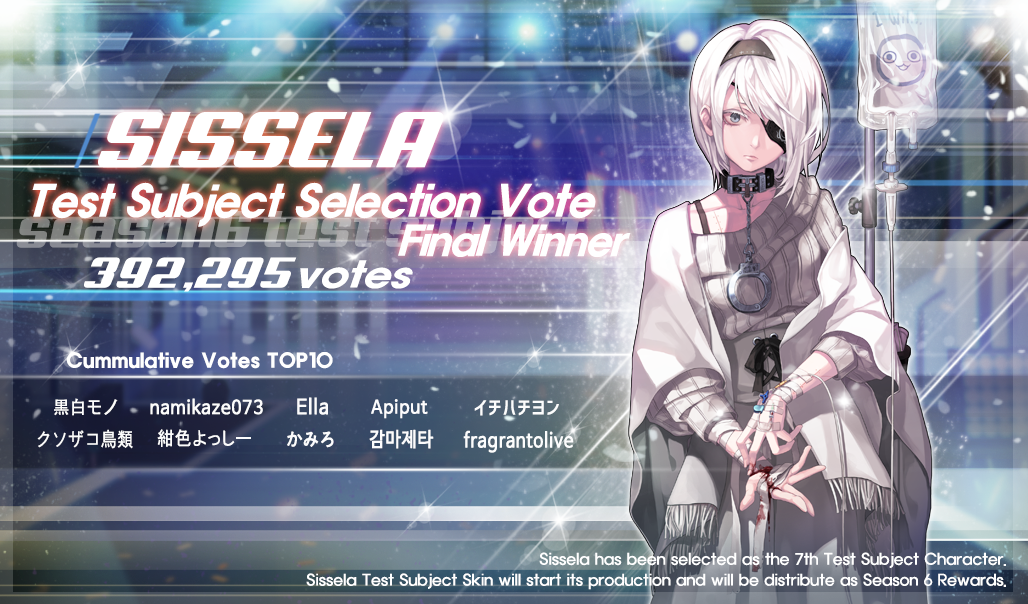 SISSELA
Test Subject Selection Vote
Final Winner
392,295 votes
Cummulative Votes TOP10
黒白モノ namikaze073 Ella Apiput イチハチヨン
クソザコ鳥類 紺色よっしー かみろ 감마제타 fragrantolive
Sissela has been selected as the 7th Test Subject Character.
Sissela Test Subject Skin will start its production and will be distribute as Season 6 Rewards.